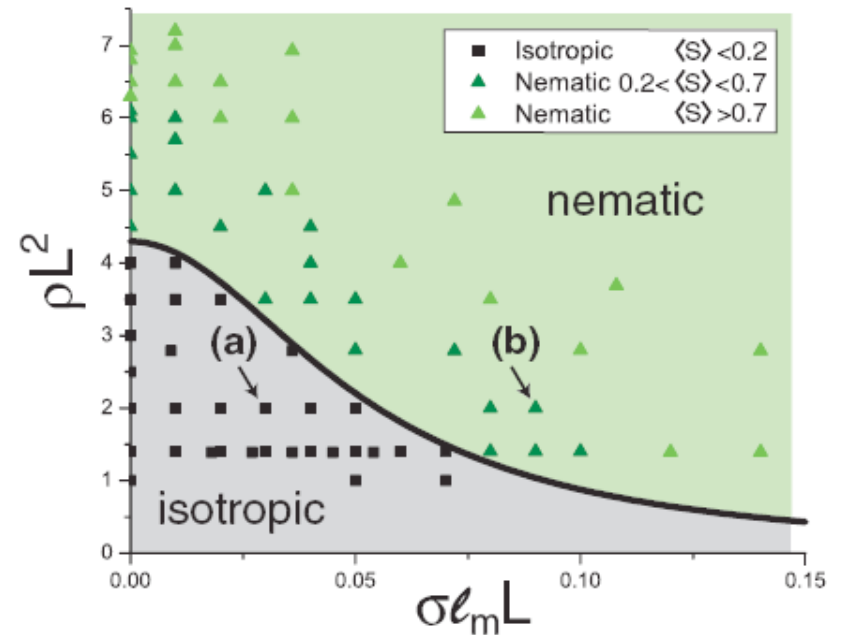 Isotropic ⟨S⟩ <0.2
Nematic 0.2< ⟨S⟩ <0.7
Nematic ⟨S⟩ >0.7
7
6
5
4
3
2
1
0
ρL²
nematic
(a)
(b)
isotropic
0.00 0.05 0.10 0.15
σℓₘL